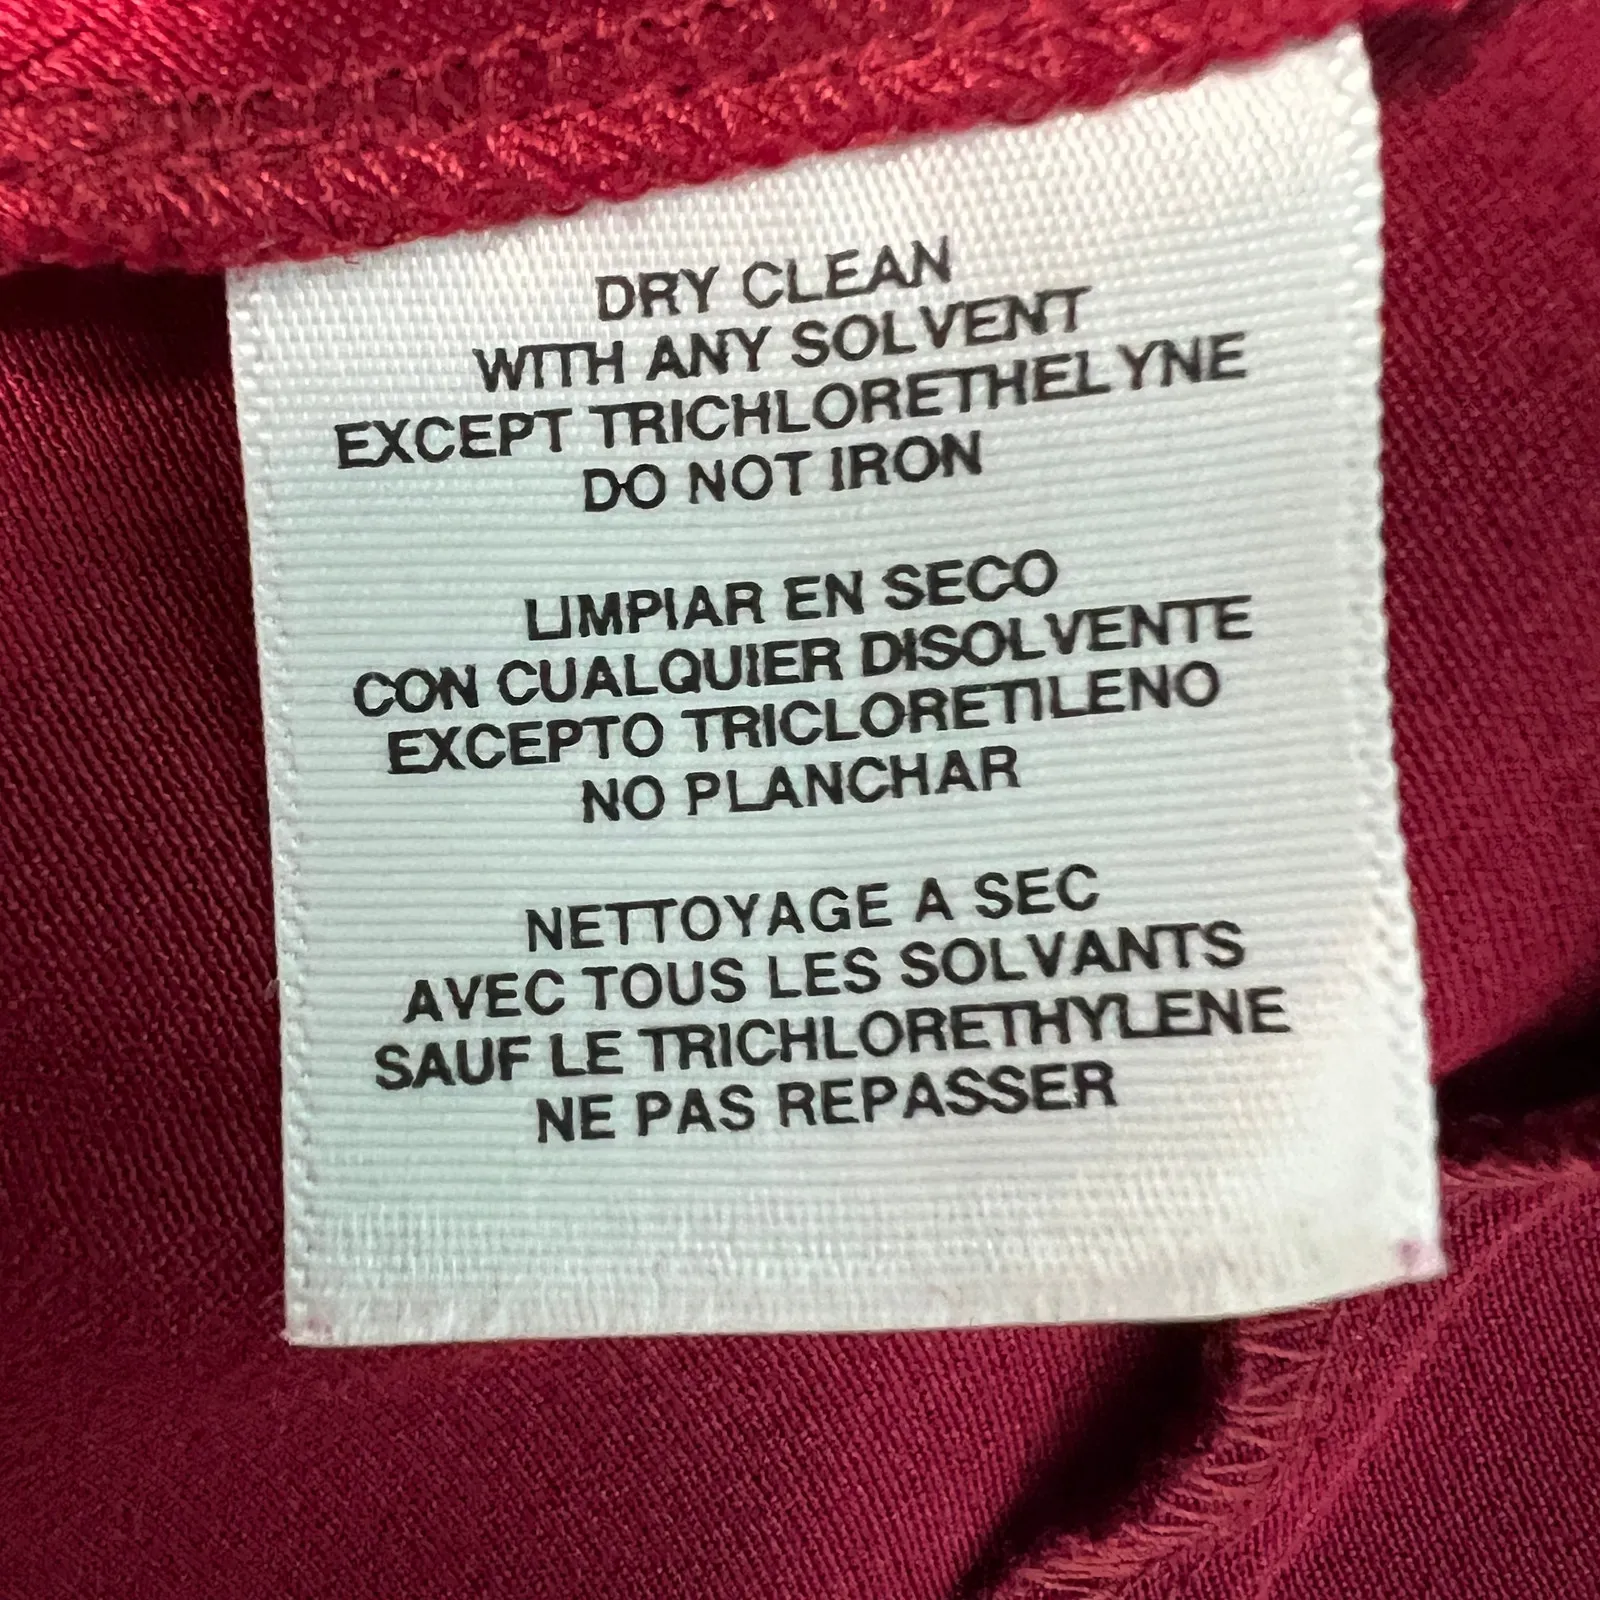 DRY CLEAN
WITH ANY SOLVENT
EXCEPT TRICHLORETHELYNE
DO NOT IRON
LIMPIAR EN SECO
CON CUALQUIER DISOLVENTE
EXCEPTO TRICLORETILENO
NO PLANCHAR
NETTOYAGE A SEC
AVEC TOUS LES SOLVANTS
SAUF LE TRICHLORETHYLENE
NE PAS REPASSER